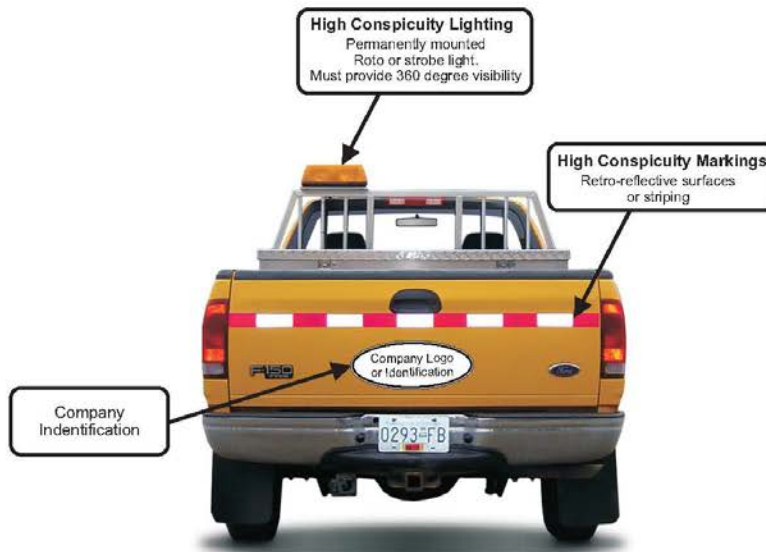 High Conspicuity Lighting
Permanently mounted
Roto or strobe light.
Must provide 360 degree visibility
High Conspicuity Markings
Retro-reflective surfaces
or striping
Company Logo
or Identification
F150
Ford
Company
Indentification
0293 FB